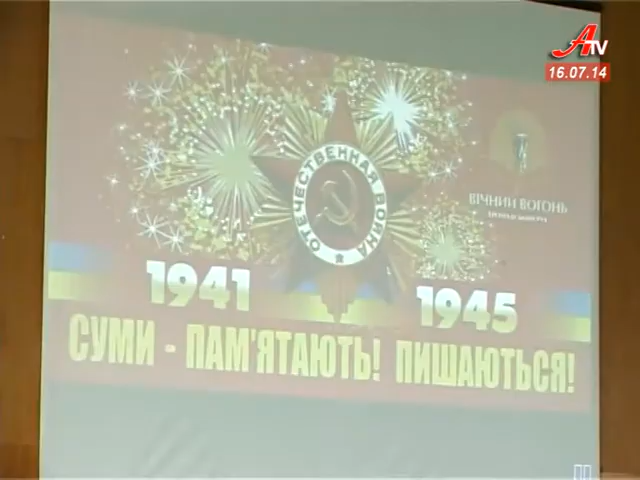 ATV
16.07.14
ОТЕЧЕСТВЕННАЯ ВОЙНА
ВІЧНИЙ ВОГОНЬ
1941
1945
СУМИ - ПАМ'ЯТАЮТЬ! ПИШАЮТЬСЯ!